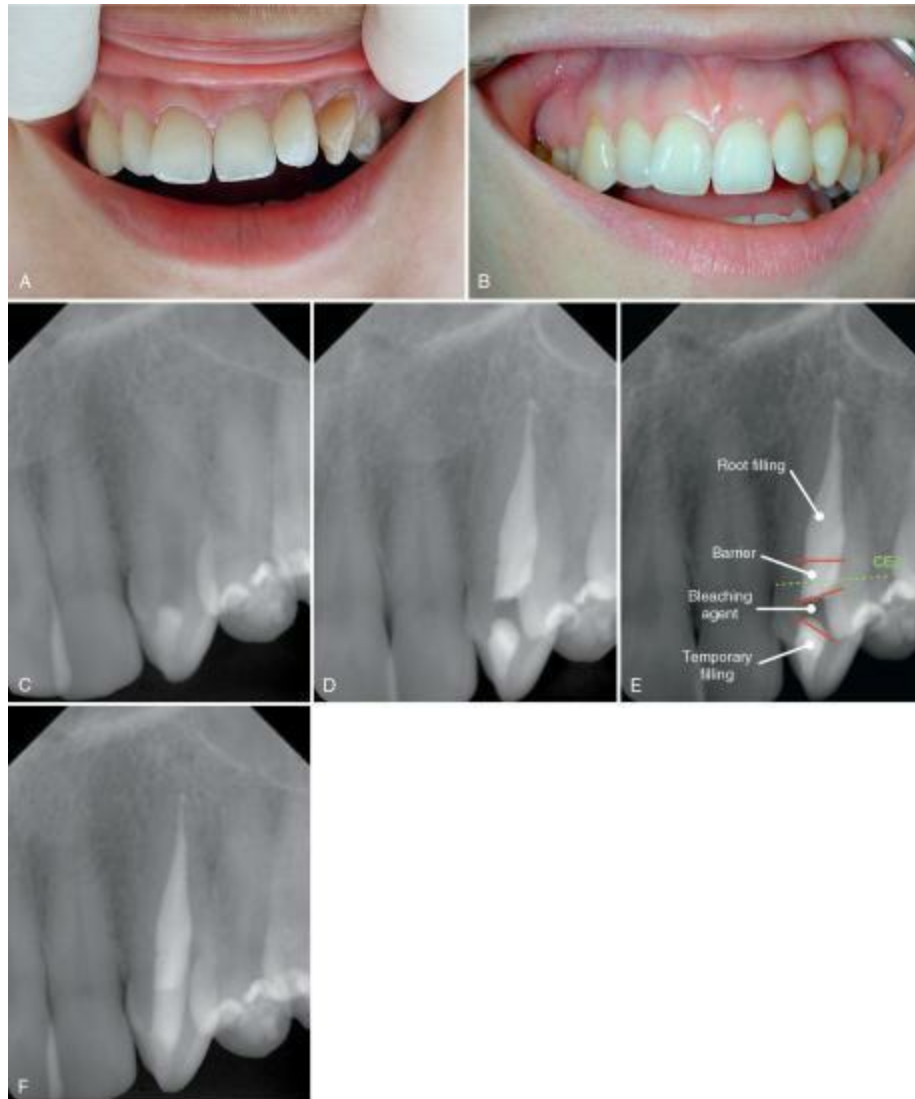 A
B
C
D
E
Root filling
Barrier
CEJ
Bleaching
agent
Temporary
filling
F